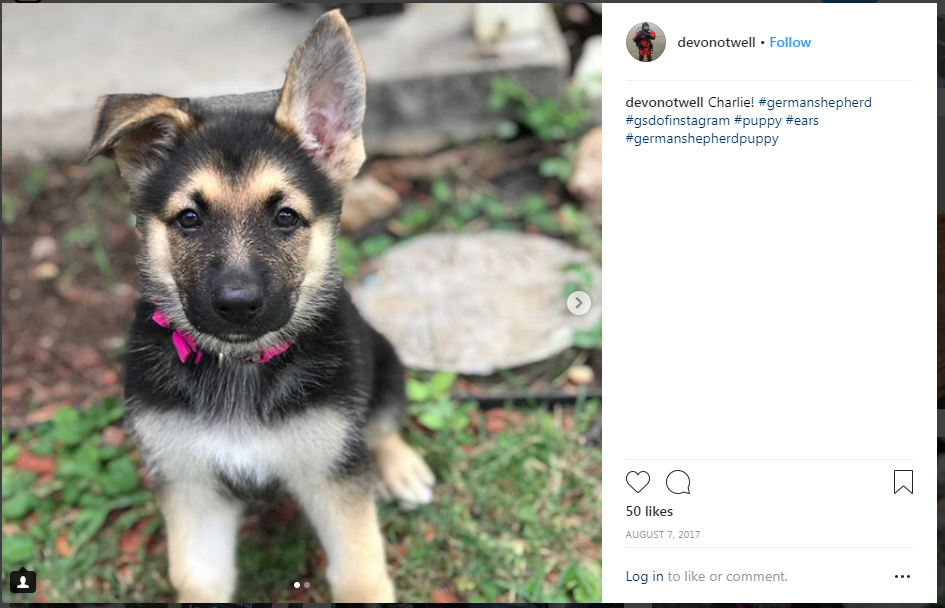 devonotwell • Follow
devonotwell Charlie! #germanshepherd
#gsdofinstagram #puppy #ears
#germanshepherdpuppy
50 likes
AUGUST 7, 2017
Log in to like or comment.